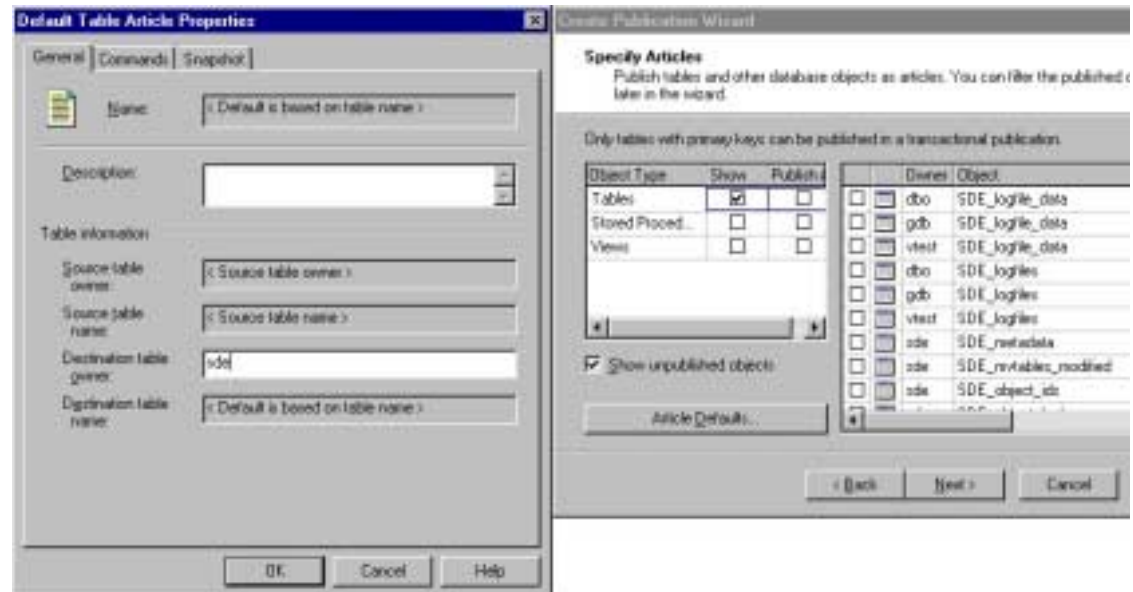 Default Table Article Properties
General
Commands
Snapshot
Name:
< Default is based on table name >
Description:
Table information
Source table
owner:
< Source table owner >
Source table
name:
< Source table name >
Destination table
owner:
sde
Destination table
name:
< Default is based on table name >
OK
Cancel
Help
Create Publication Wizard
Specify Articles
Publish tables and other database objects as articles. You can filter the published
later in the wizard.
Only tables with primary keys can be published in a transactional publication.
Object Type Show Publish
Tables
Stored Proced...
Views
Show unpublished objects
Article Defaults...
Owner Object
dbo SDE_logfile_data
gdb SDE_logfile_data
vtest SDE_logfile_data
dbo SDE_logfiles
gdb SDE_logfiles
vtest SDE_logfiles
sde SDE_metadata
sde SDE_mvtables_modified
sde SDE_object_ids
< Back
Next >
Cancel